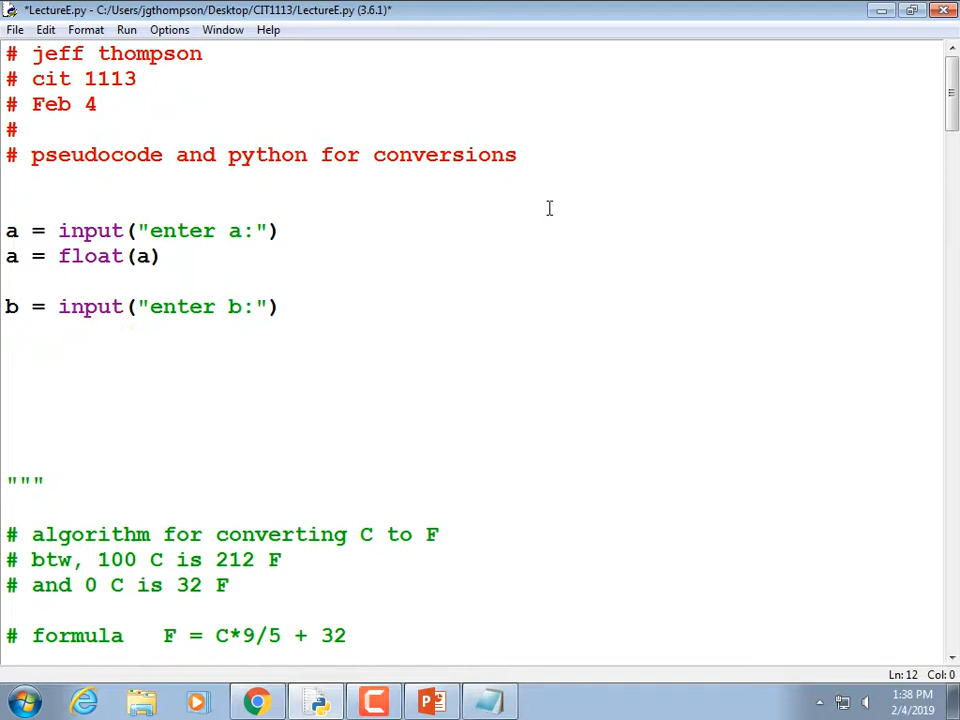 *LectureE.py - C:/Users/jgthompson/Desktop/CIT1113/LectureE.py (3.6.1)*
File Edit Format Run Options Window Help
# jeff thompson
# cit 1113
# Feb 4
#
# pseudocode and python for conversions
a = input("enter a:")
a = float(a)
b = input("enter b:")
"""
# algorithm for converting C to F
# btw, 100 C is 212 F
# and 0 C is 32 F
# formula   F = C*9/5 + 32
Ln: 12 Col: 0
1:38 PM
2/4/2019